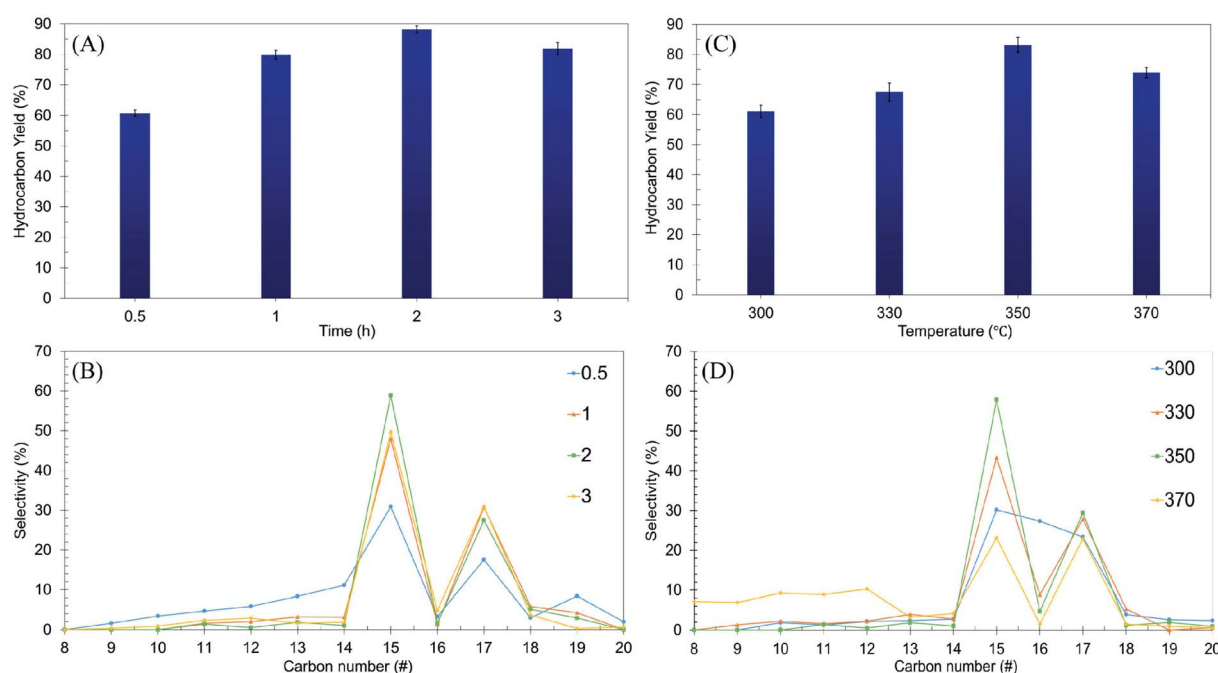 (A)
Hydrocarbon Yield (%)
90
80
70
60
50
40
30
20
10
0
0.5 1 2 3
Time (h)
(C)
Hydrocarbon Yield (%)
90
80
70
60
50
40
30
20
10
0
300 330 350 370
Temperature (℃)
(B)
Selectivity (%)
70
60
50
40
30
20
10
0
0.5
1
2
3
8 9 10 11 12 13 14 15 16 17 18 19 20
Carbon number (#)
(D)
Selectivity (%)
70
60
50
40
30
20
10
0
300
330
350
370
8 9 10 11 12 13 14 15 16 17 18 19 20
Carbon number (#)